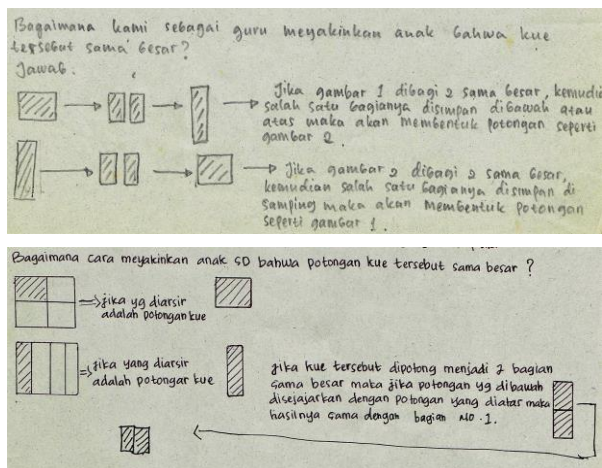 Bagaimana kami sebagai guru meyakinkan anak bahwa kue
tersebut sama besar?
Jawab.
Jika gambar 1 dibagi 2 sama besar, kemudi
salah satu bagianya disimpan dibawah atau
atas maka akan membentuk potongan seperti
gambar 2.
Jika gambar 2 dibagi 2 sama besar,
kemudian salah satu bagianya disimpan di
samping maka akan membentuk potongan
seperti gambar 1.
Bagaimana cara meyakinkan anak SD bahwa potongan kue tersebut sama besar?
jika yg diarsir
adalah potongan kue
jika yang diarsir
adalah potongar kue
jika kue tersebut dipotong menjadi 2 bagian
sama besar maka jika potongan yg dibawah
disejajarkan dengan potongan yang diatas maka
hasilnya sama dengan bagian No.1.